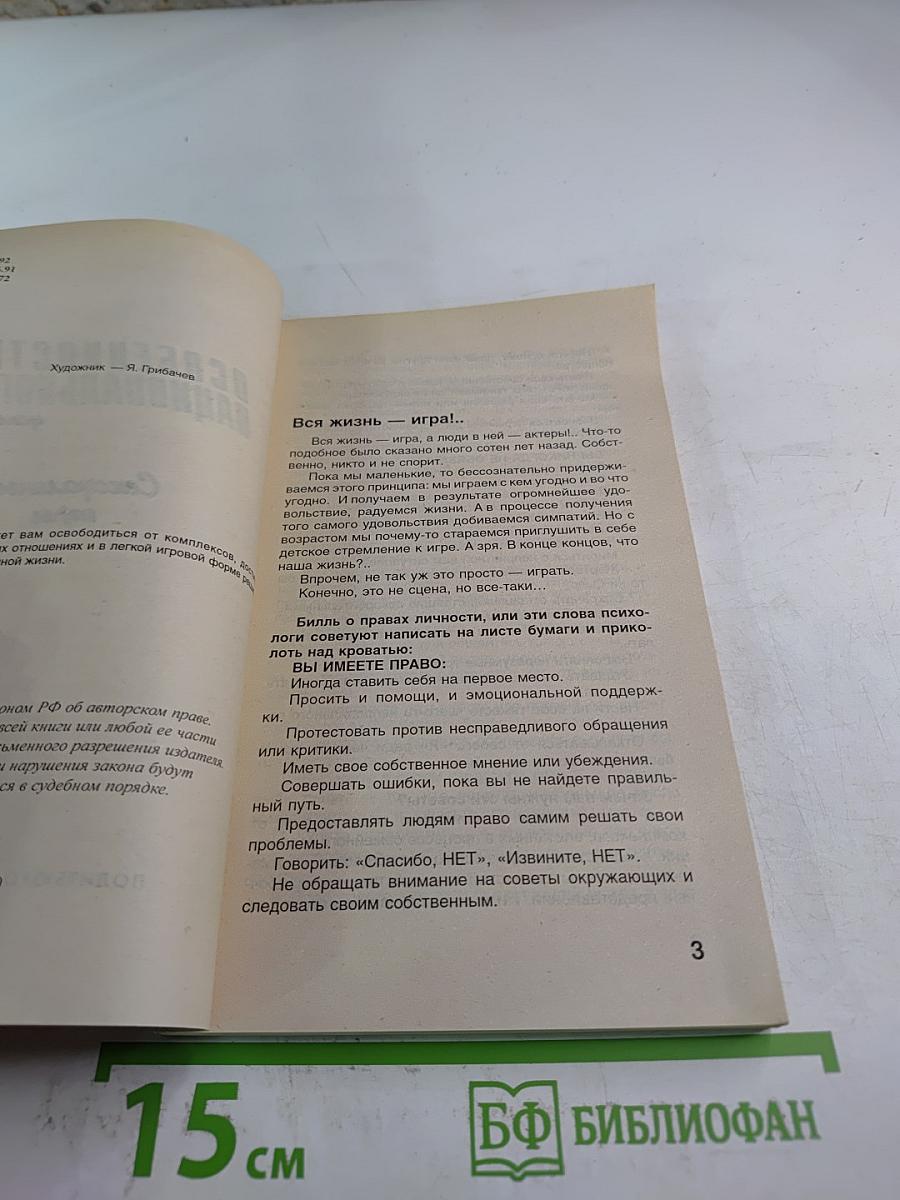 92
.91
72
Художник — Я. Грибачев
ет вам освободиться от комплексов,
х отношениях и в легкой игровой форме
ной жизни.
оном РФ об авторском праве.
всей книги или любой ее части
сьменного разрешения издателя.
и нарушения закона будут
ся в судебном порядке.
Вся жизнь — игра!..
Вся жизнь — игра, а люди в ней — актеры!.. Что-то
подобное было сказано много сотен лет назад. Собст-
венно, никто и не спорит.
Пока мы маленькие, то бессознательно придержи-
ваемся этого принципа: мы играем с кем угодно и во что
угодно. И получаем в результате огромнейшее удо-
вольствие, радуемся жизни. А в процессе получения
того самого удовольствия добиваемся симпатий. Но с
возрастом мы почему-то стараемся приглушить в себе
детское стремление к игре. А зря. В конце концов, что
наша жизнь?..
Впрочем, не так уж это просто — играть.
Конечно, это не сцена, но все-таки...
Билль о правах личности, или эти слова психо-
логи советуют написать на листе бумаги и прико-
лоть над кроватью:
ВЫ ИМЕЕТЕ ПРАВО:
Иногда ставить себя на первое место.
Просить и помощи, и эмоциональной поддерж-
ки.
Протестовать против несправедливого обращения
или критики.
Иметь свое собственное мнение или убеждения.
Совершать ошибки, пока вы не найдете правиль-
ный путь.
Предоставлять людям право самим решать свои
проблемы.
Говорить: «Спасибо, НЕТ», «Извините, НЕТ».
Не обращать внимание на советы окружающих и
следовать своим собственным.
3
15 см
БФ БИБЛИОФАН